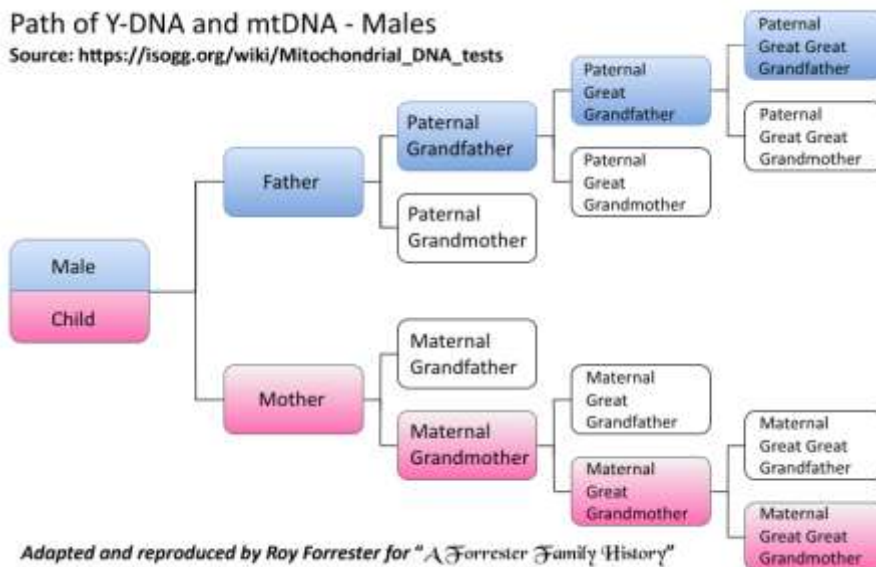 Path of Y-DNA and mtDNA - Males
Source: https://isogg.org/wiki/Mitochondrial_DNA_tests
Male
Child
Father
Paternal
Grandfather
Paternal
Great
Grandfather
Paternal
Great Great
Grandfather
Paternal
Great Great
Grandmother
Paternal
Great
Grandmother
Paternal
Grandmother
Mother
Maternal
Grandfather
Maternal
Grandmother
Maternal
Great
Grandfather
Maternal
Great
Grandmother
Maternal
Great Great
Grandfather
Maternal
Great Great
Grandmother
Adapted and reproduced by Roy Forrester for "A Forrester Family History"